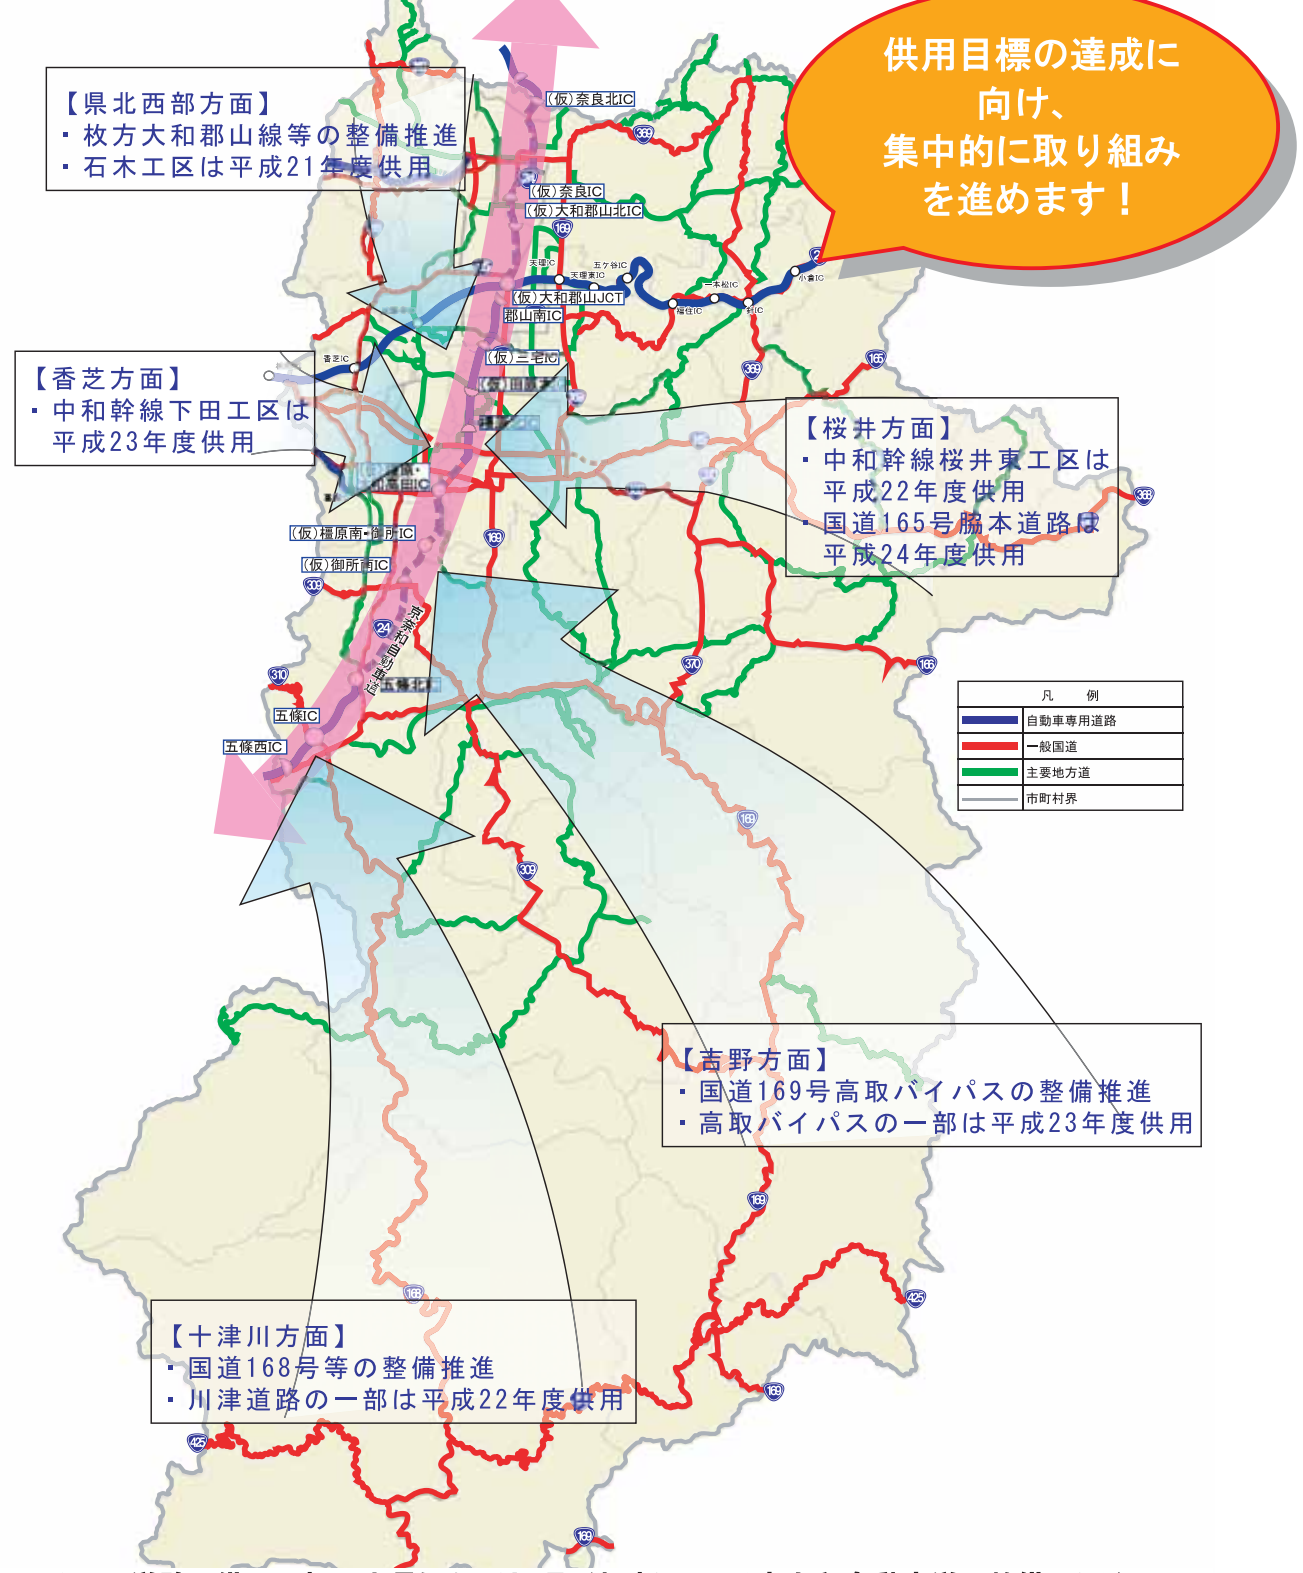 供用目標の達成に
向け、
集中的に取り組み
を進めます！
【県北西部方面】
・枚方大和郡山線等の整備推進
・石木工区は平成21年度供用
(仮)奈良北IC
369
(仮)奈良IC
(仮)大和郡山北IC
169
天理IC
天理東IC
五ケ谷IC
福住IC
一本松IC
針IC
小倉IC
(仮)大和郡山JCT
郡山南IC
(仮)三宅IC
香芝IC
369
165
【香芝方面】
・中和幹線下田工区は
平成23年度供用
【桜井方面】
・中和幹線桜井東工区は
平成22年度供用
・国道165号脇本道路は
平成24年度供用
368
169
(仮)橿原南・御所IC
(仮)御所南IC
309
24
京奈和自動車道
310
五條北IC
五條IC
五條西IC
370
166
凡　例
自動車専用道路
一般国道
主要地方道
市町村界
169
309
【吉野方面】
・国道169号高取バイパスの整備推進
・高取バイパスの一部は平成23年度供用
169
168
425
【十津川方面】
・国道168号等の整備推進
・川津道路の一部は平成22年度供用
169
425
169